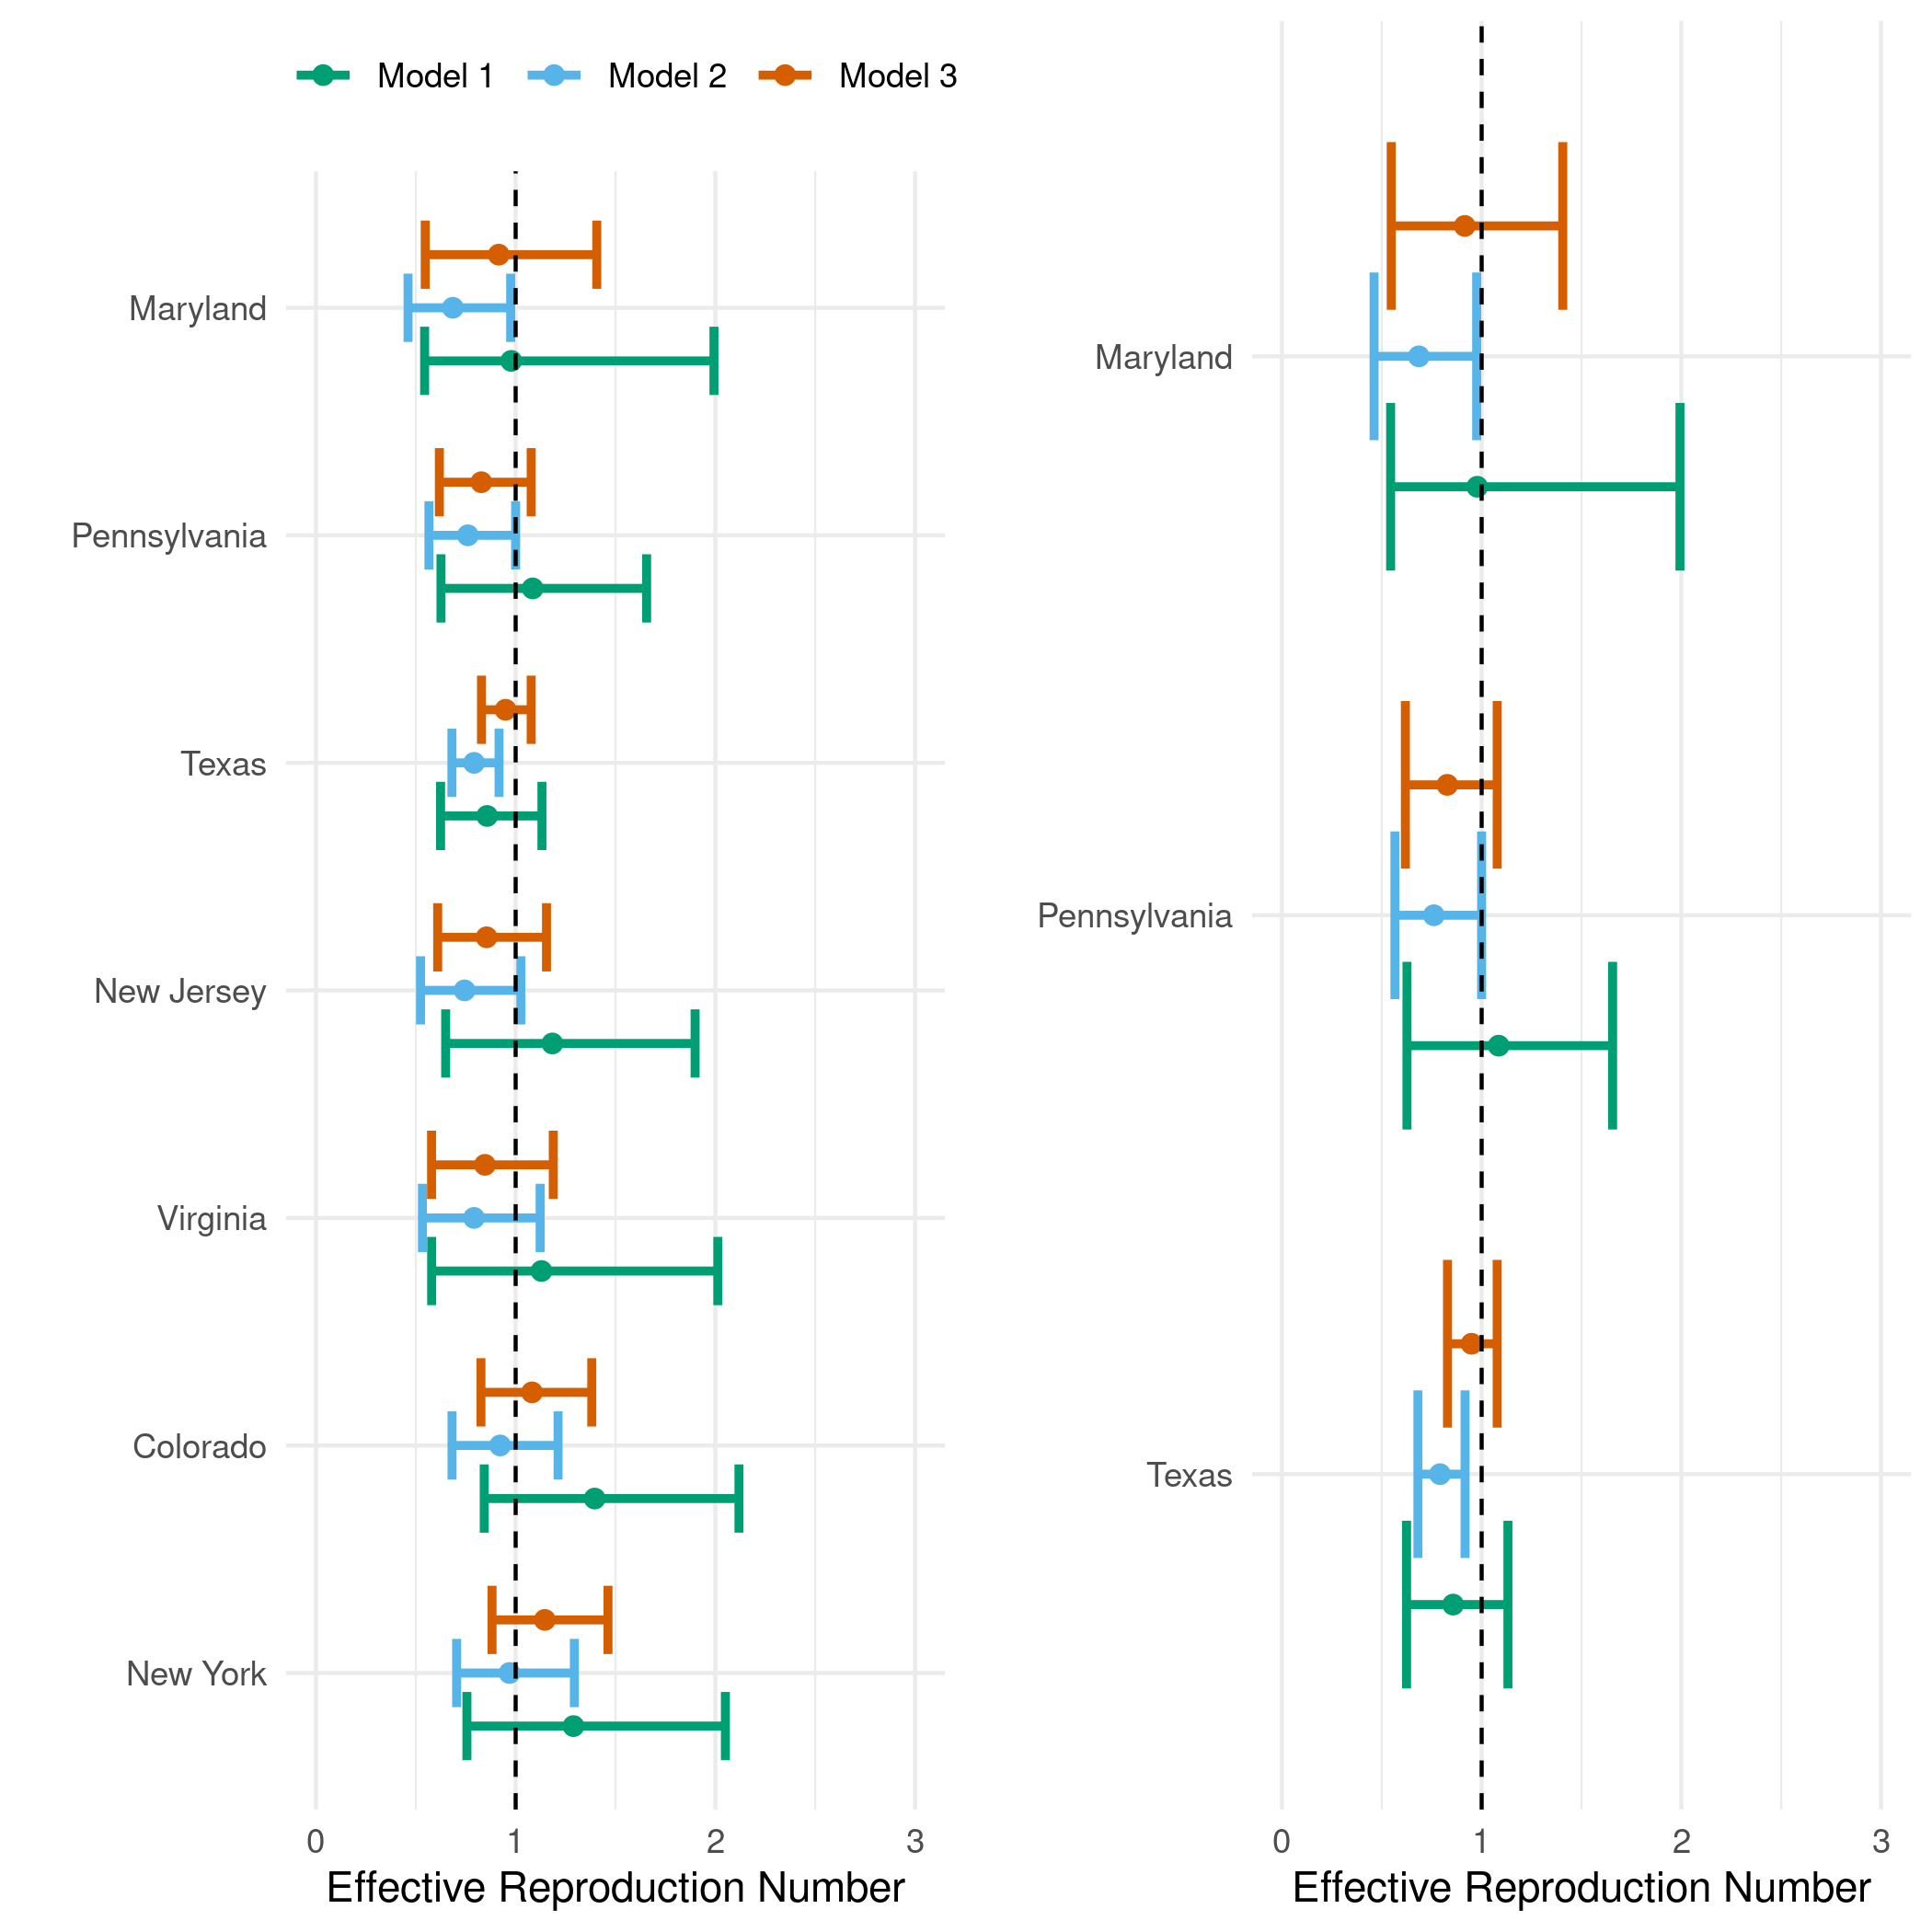 Model 1 Model 2 Model 3
Maryland
Pennsylvania
Texas
New Jersey
Virginia
Colorado
New York
0 1 2 3
Effective Reproduction Number
Maryland
Pennsylvania
Texas
0 1 2 3
Effective Reproduction Number